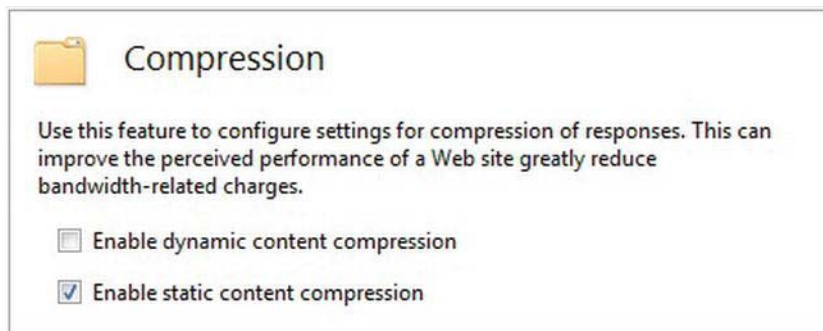 Compression
Use this feature to configure settings for compression of responses. This can
improve the perceived performance of a Web site greatly reduce
bandwidth-related charges.
Enable dynamic content compression
Enable static content compression